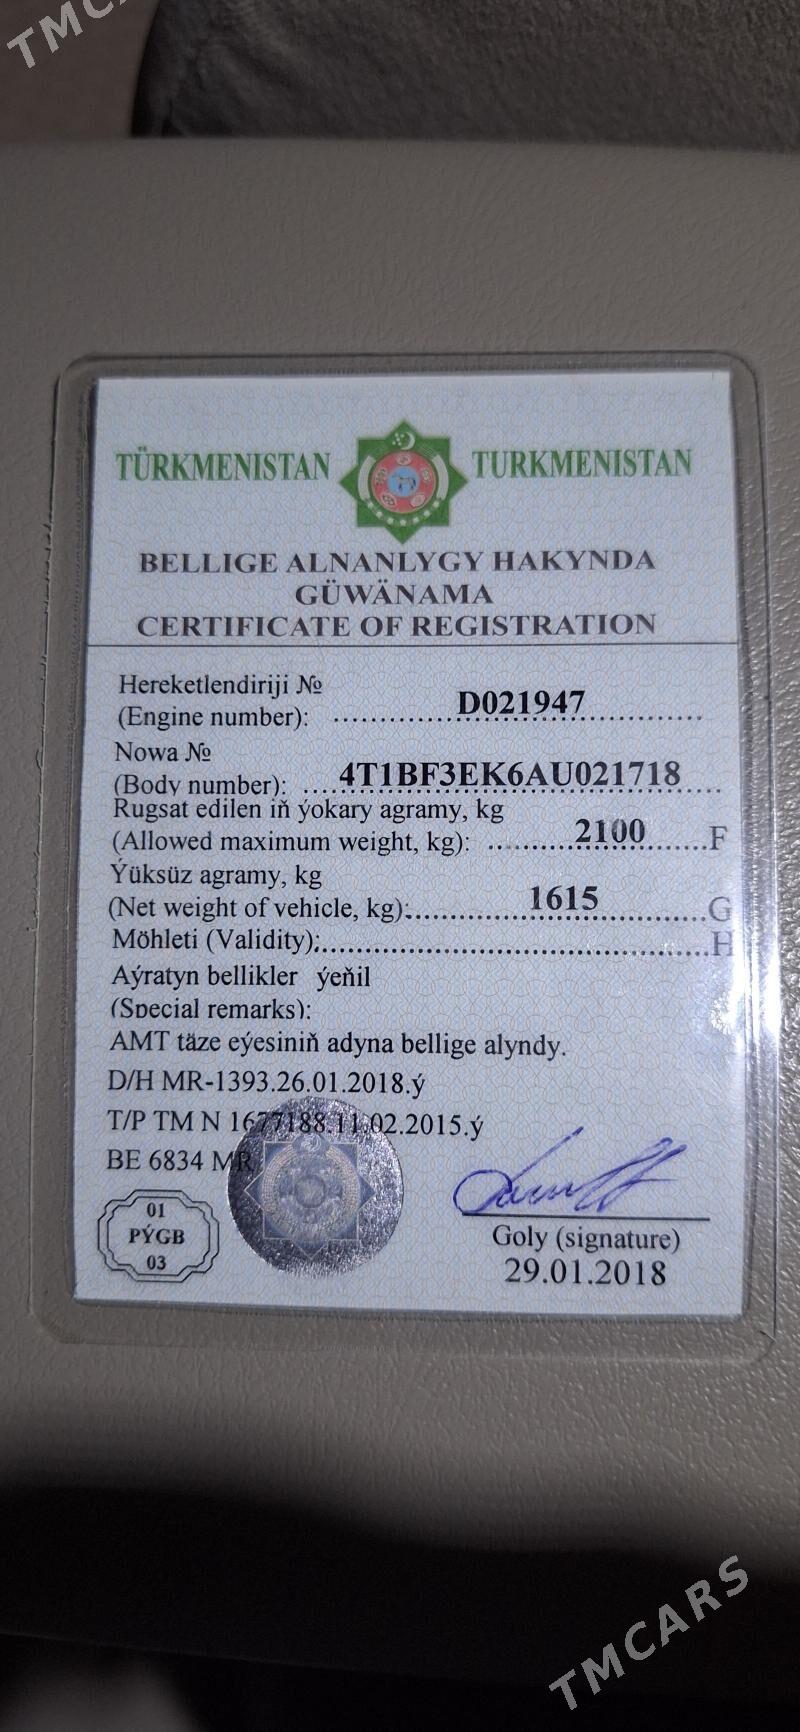 TMCARS
TÜRKMENISTAN TURKMENISTAN
BELLIGE ALNANLYGY HAKYNDA
GÜWÄNAMA
CERTIFICATE OF REGISTRATION
Hereketlendiriji №
(Engine number): D021947
Nowa №
(Body number): 4T1BF3EK6AU021718
Rugsat edilen iň ýokary agramy, kg
(Allowed maximum weight, kg): 2100 F
Ýüksüz agramy, kg
(Net weight of vehicle, kg): 1615 G
Möhleti (Validity): H
Aýratyn bellikler ýeňil
(Special remarks):
AMT täze eýesiniň adyna bellige alyndy.
D/H MR-1393.26.01.2018.ý
T/P TM N 1677188.11.02.2015.ý
BE 6834 MR
01
PÝGB
03
Goly (signature)
29.01.2018
TMCARS